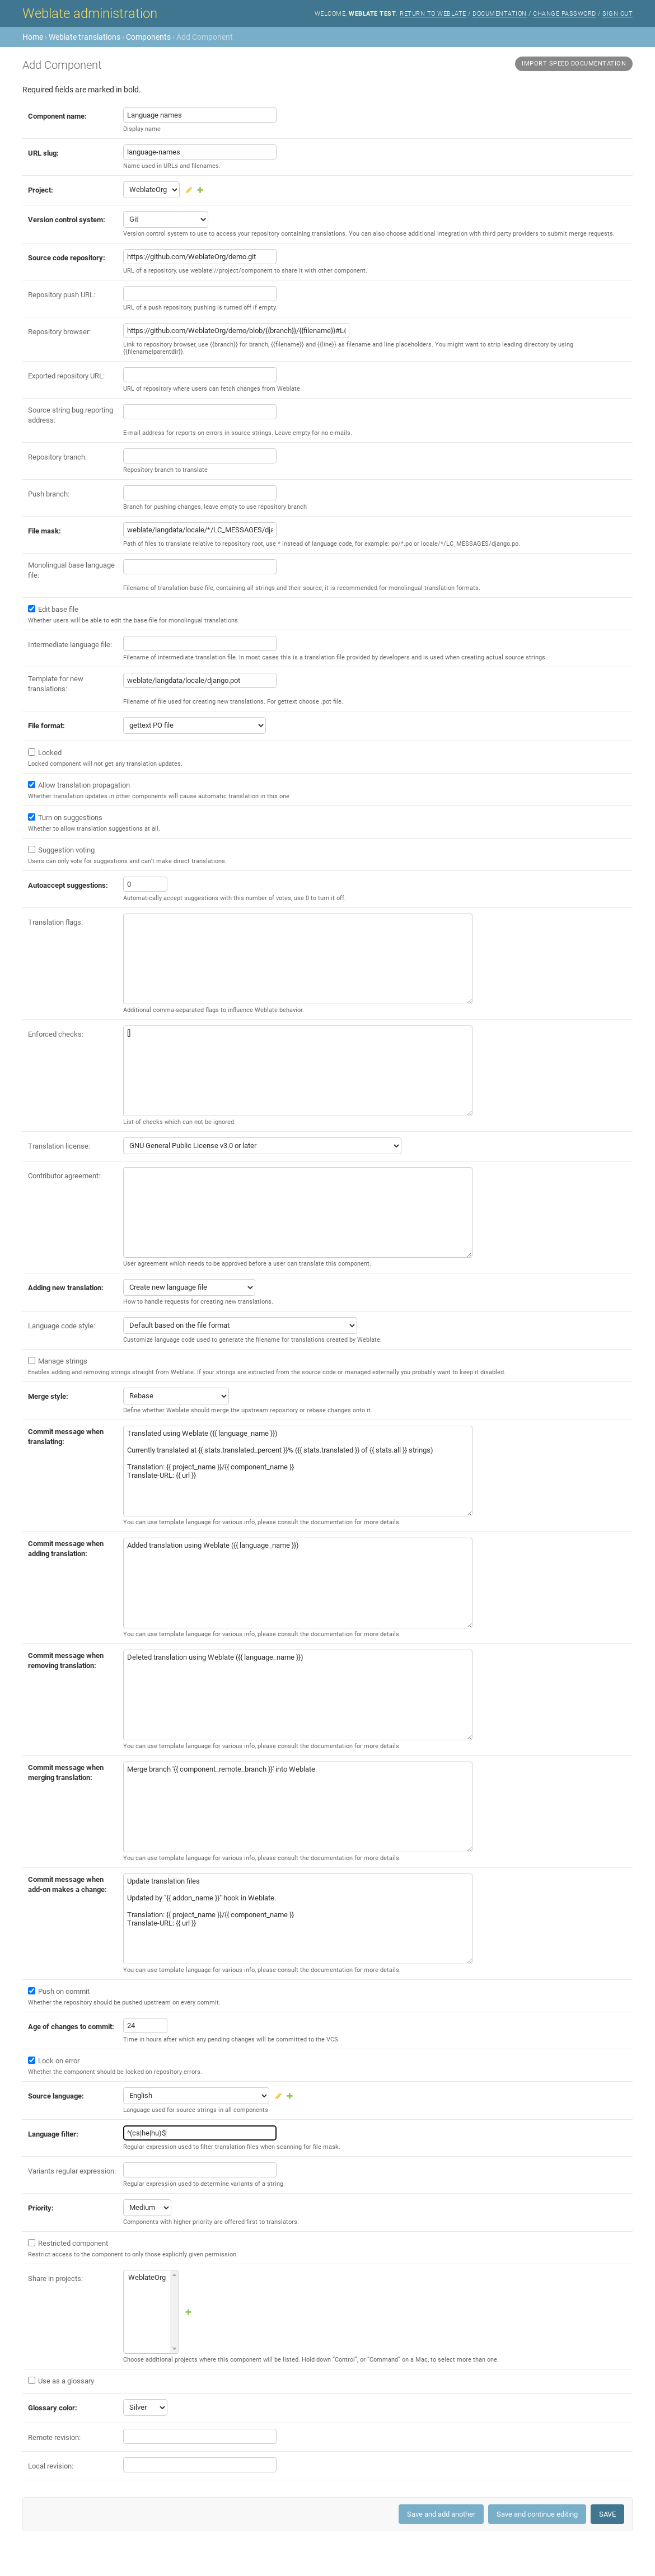 Weblate administration
WELCOME, WEBLATE TEST. RETURN TO WEBLATE / DOCUMENTATION / CHANGE PASSWORD / SIGN OUT
Home › Weblate translations › Components › Add Component
Add Component
IMPORT SPEED DOCUMENTATION
Required fields are marked in bold.
Component name: Language names
Display name
URL slug: language-names
Name used in URLs and filenames.
Project: WeblateOrg
Version control system: Git
Version control system to use to access your repository containing translations. You can also choose additional integration with third party providers to submit merge requests.
Source code repository: https://github.com/WeblateOrg/demo.git
URL of a repository, use weblate://project/component to share it with other component.
Repository push URL:
URL of a push repository, pushing is turned off if empty.
Repository browser: https://github.com/WeblateOrg/demo/blob/{{branch}}/{{filename}}#L{
Link to repository browser, use {{branch}} for branch, {{filename}} and {{line}} as filename and line placeholders. You might want to strip leading directory by using
{{filename|parentdir}}.
Exported repository URL:
URL of repository where users can fetch changes from Weblate
Source string bug reporting
address:
E-mail address for reports on errors in source strings. Leave empty for no e-mails.
Repository branch:
Repository branch to translate
Push branch:
Branch for pushing changes, leave empty to use repository branch
File mask: weblate/langdata/locale/*/LC_MESSAGES/dja
Path of files to translate relative to repository root, use * instead of language code, for example: po/*.po or locale/*/LC_MESSAGES/django.po.
Monolingual base language
file:
Filename of translation base file, containing all strings and their source; it is recommended for monolingual translation formats.
Edit base file
Whether users will be able to edit the base file for monolingual translations.
Intermediate language file:
Filename of intermediate translation file. In most cases this is a translation file provided by developers and is used when creating actual source strings.
Template for new
translations:
weblate/langdata/locale/django.pot
Filename of file used for creating new translations. For gettext choose .pot file.
File format: gettext PO file
Locked
Locked component will not get any translation updates.
Allow translation propagation
Whether translation updates in other components will cause automatic translation in this one
Turn on suggestions
Whether to allow translation suggestions at all.
Suggestion voting
Users can only vote for suggestions and can't make direct translations.
Autoaccept suggestions: 0
Automatically accept suggestions with this number of votes, use 0 to turn it off.
Translation flags:
Additional comma-separated flags to influence Weblate behavior.
Enforced checks: []
List of checks which can not be ignored.
Translation license: GNU General Public License v3.0 or later
Contributor agreement:
User agreement which needs to be approved before a user can translate this component.
Adding new translation: Create new language file
How to handle requests for creating new translations.
Language code style: Default based on the file format
Customize language code used to generate the filename for translations created by Weblate.
Manage strings
Enables adding and removing strings straight from Weblate. If your strings are extracted from the source code or managed externally you probably want to keep it disabled.
Merge style: Rebase
Define whether Weblate should merge the upstream repository or rebase changes onto it.
Commit message when
translating:
Translated using Weblate ({{ language_name }})
Currently translated at {{ stats.translated_percent }}% ({{ stats.translated }} of {{ stats.all }} strings)
Translation: {{ project_name }}/{{ component_name }}
Translate-URL: {{ url }}
You can use template language for various info, please consult the documentation for more details.
Commit message when
adding translation:
Added translation using Weblate ({{ language_name }})
You can use template language for various info, please consult the documentation for more details.
Commit message when
removing translation:
Deleted translation using Weblate ({{ language_name }})
You can use template language for various info, please consult the documentation for more details.
Commit message when
merging translation:
Merge branch '{{ component_remote_branch }}' into Weblate.
You can use template language for various info, please consult the documentation for more details.
Commit message when
add-on makes a change:
Update translation files
Updated by "{{ addon_name }}" hook in Weblate.
Translation: {{ project_name }}/{{ component_name }}
Translate-URL: {{ url }}
You can use template language for various info, please consult the documentation for more details.
Push on commit
Whether the repository should be pushed upstream on every commit.
Age of changes to commit: 24
Time in hours after which any pending changes will be committed to the VCS.
Lock on error
Whether the component should be locked on repository errors.
Source language: English
Language used for source strings in all components
Language filter: ^(cs|he|hu)$
Regular expression used to filter translation files when scanning for file mask.
Variants regular expression:
Regular expression used to determine variants of a string.
Priority: Medium
Components with higher priority are offered first to translators.
Restricted component
Restrict access to the component to only those explicitly given permission.
Share in projects: WeblateOrg
Choose additional projects where this component will be listed. Hold down "Control", or "Command" on a Mac, to select more than one.
Use as a glossary
Glossary color: Silver
Remote revision:
Local revision:
Save and add another
Save and continue editing
SAVE